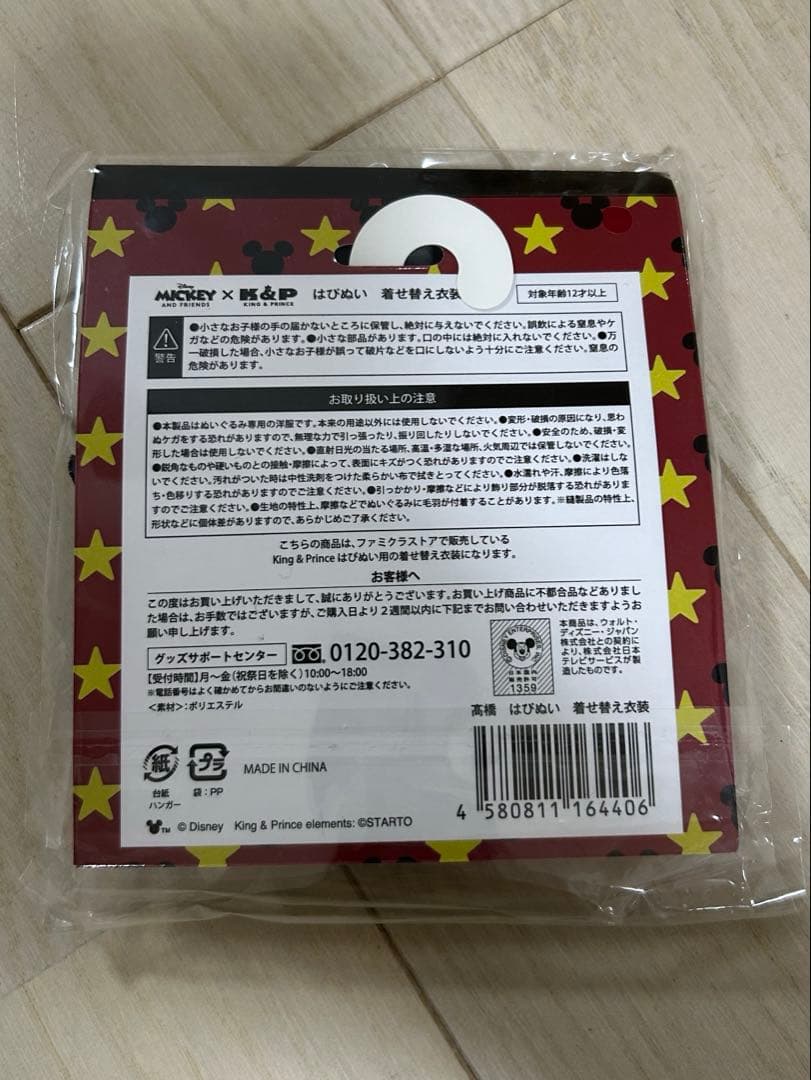 Disney
MICKEY AND FRIENDS × K&P KING & PRINCE はぴぬい 着せ替え衣装
対象年齢12才以上
警告
●小さなお子様の手の届かないところに保管し、絶対に与えないでください。誤飲による窒息やケ
ガなどの危険があります。●小さな部品があります。口の中には絶対に入れないでください。●万
一破損した場合、小さなお子様が誤って破片などを口にしないよう十分にご注意ください。窒息の
危険があります。
お取り扱い上の注意
●本製品はぬいぐるみ専用の洋服です。本来の用途以外には使用しないでください。●変形・破損の原因になり、思わ
ぬケガをする恐れがありますので、無理な力で引っ張ったり、振り回したりしないでください。●安全のため、破損・変
形した場合は使用しないでください。●直射日光の当たる場所、高温・多湿な場所、火気周辺では保管しないでください。
●鋭角なものや硬いものとの接触・摩擦によって、表面にキズがつく恐れがありますのでご注意ください。●洗濯はしな
いでください。汚れがついた時は中性洗剤をつけた柔らかい布で拭きとってください。●水濡れや汗、摩擦により色落
ち・色移りする恐れがありますのでご注意ください。●引っかかり・摩擦などにより飾り部分が脱落する恐れがありま
すのでご注意ください。●生地の特性上、摩擦などでぬいぐるみに毛羽が付着することがあります。※縫製品の特性上、
形状などに個体差がありますので、あらかじめご了承ください。
こちらの商品は、ファミクラストアで販売している
King & Prince はぴぬい用の着せ替え衣装になります。
お客様へ
この度はお買い上げいただきまして、誠にありがとうございます。お買い上げ商品に不都合品などありまし
た場合は、お手数ではございますが、ご購入日より2週間以内に下記までお問い合わせいただきますようお
願い申し上げます。
グッズサポートセンター 0120-382-310
【受付時間】月〜金(祝祭日を除く)10:00〜18:00
※電話番号はよく確かめてからお間違いのないようにご注意ください。
<素材>:ポリエステル
日本国内
販売許諾
1359
本商品は、ウォルト・
ディズニー・ジャパン
株式会社との契約に
より、株式会社日本
テレビサービスが製
造したものです。
髙橋 はぴぬい 着せ替え衣装
紙
台紙
ハンガー
プラ
袋:PP
MADE IN CHINA
4 580811 164406
TM © Disney King & Prince elements: ©STARTO